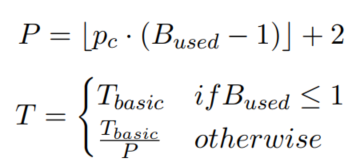 P = ⌊p_c · (B_used − 1)⌋ + 2
T = { T_basic if B_used ≤ 1
T_basic / P otherwise